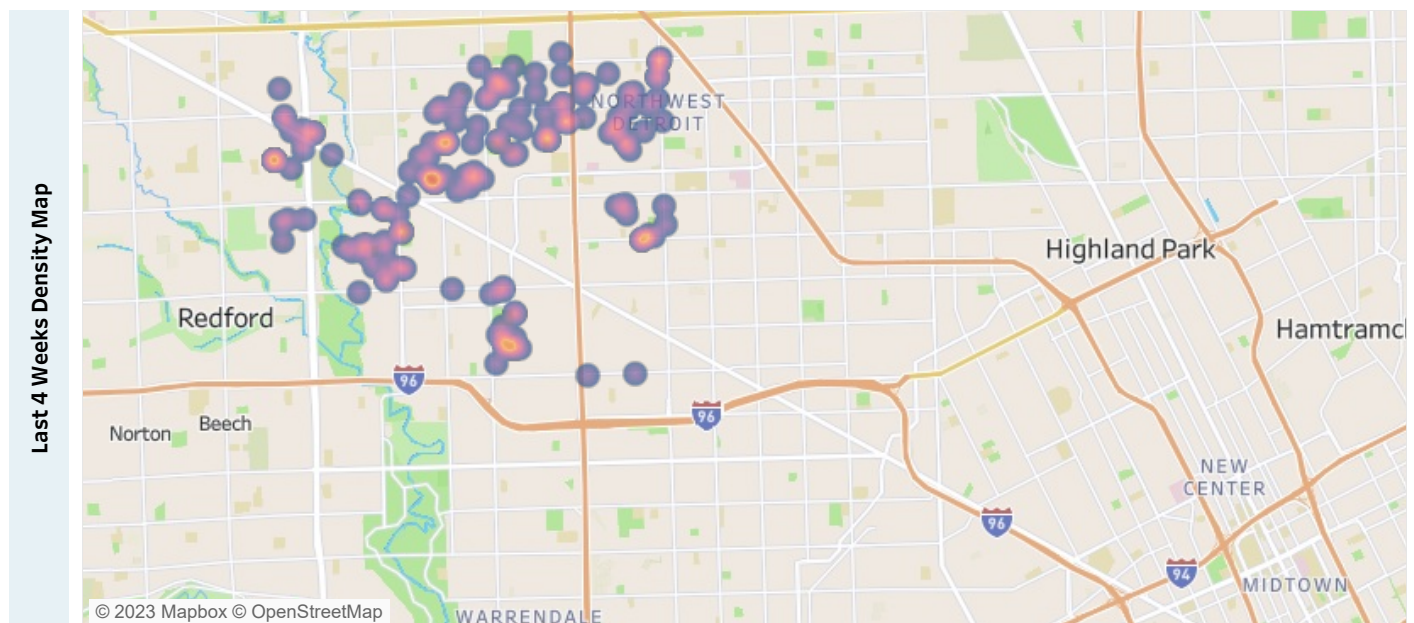 Last 4 Weeks Density Map
NORTHWEST
DETROIT
Highland Park
Redford
Hamtramc
96
96
Norton
Beech
NEW
CENTER
96
94
MIDTOWN
© 2023 Mapbox © OpenStreetMap
WARRENDALE